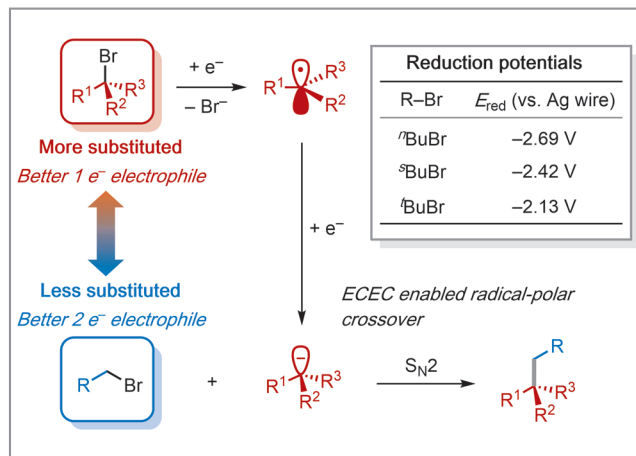 Br
R¹ R³
R²
+ e⁻
– Br⁻
R¹ R³
R²
More substituted
Better 1 e⁻ electrophile
Reduction potentials
R–Br E_red (vs. Ag wire)
ⁿBuBr –2.69 V
ˢBuBr –2.42 V
ᵗBuBr –2.13 V
+ e⁻
Less substituted
Better 2 e⁻ electrophile
ECEC enabled radical-polar
crossover
R Br
+
–
R¹ R³
R²
S_N2
R
R¹ R³
R²